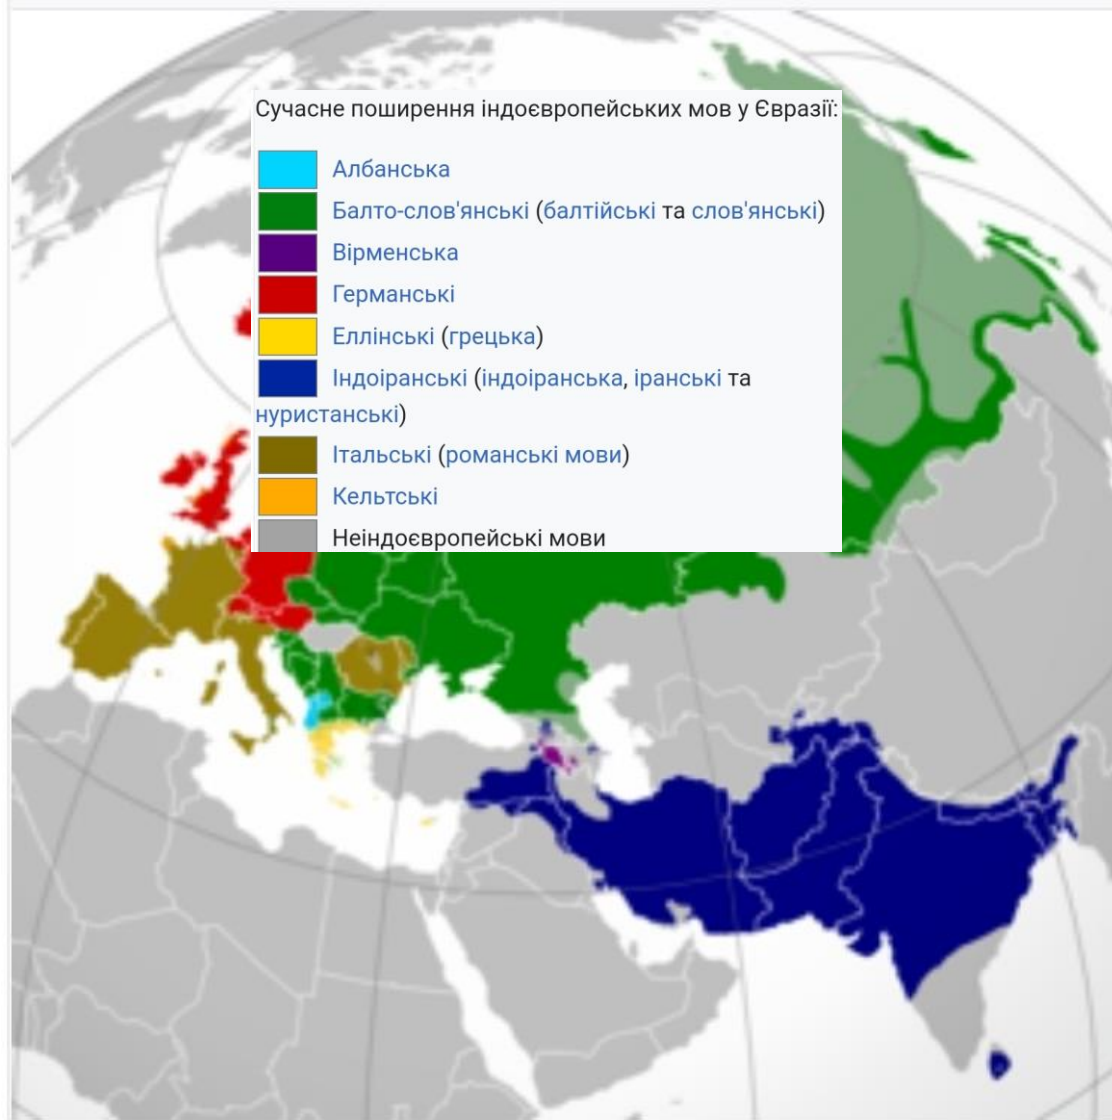 Сучасне поширення індоєвропейських мов у Євразії:
Албанська
Балто-слов'янські (балтійські та слов'янські)
Вірменська
Германські
Еллінські (грецька)
Індоіранські (індоіранська, іранські та
нуристанські)
Італьські (романські мови)
Кельтські
Неіндоєвропейські мови